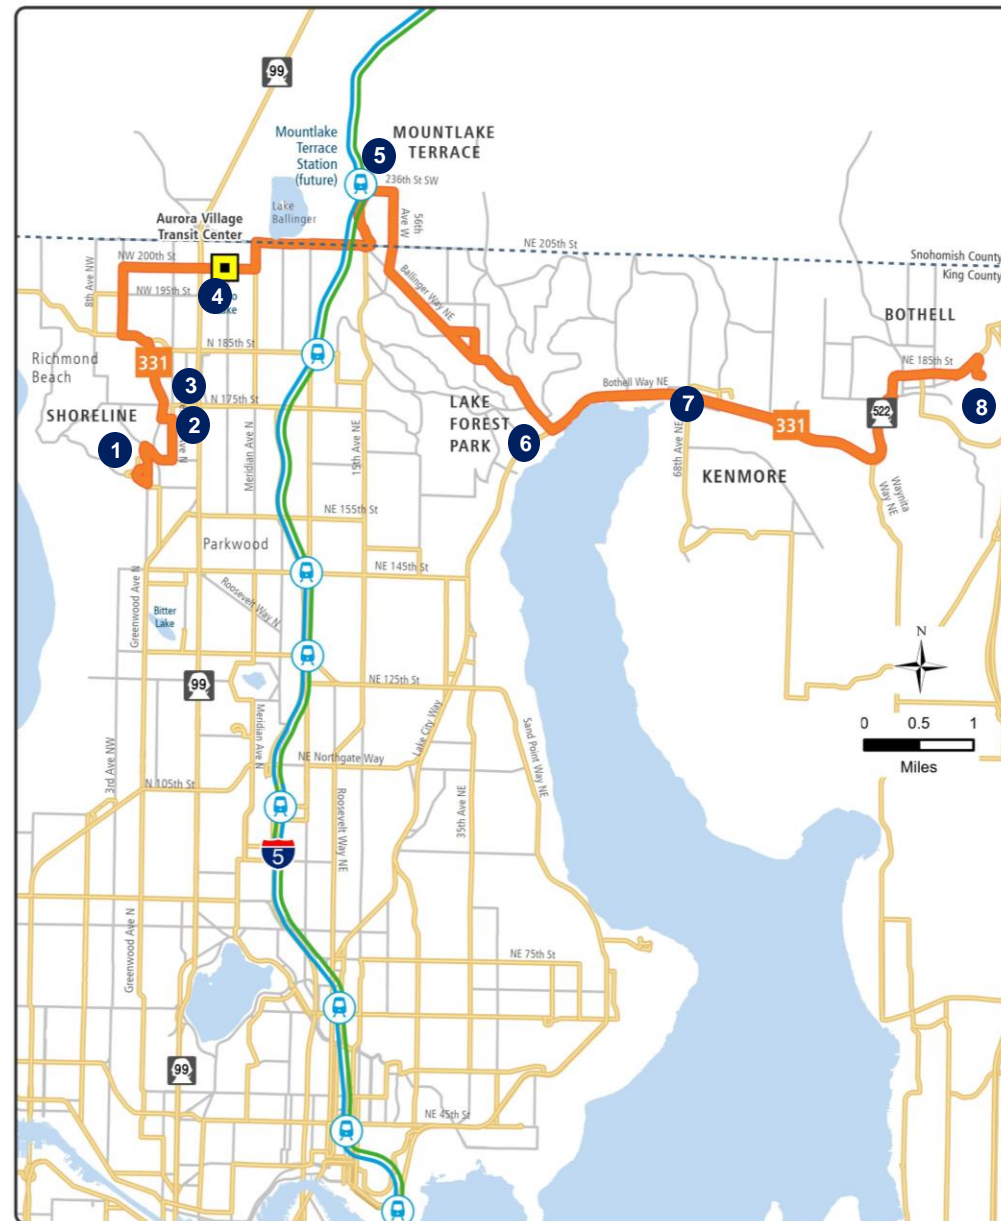 99
Mountlake
Terrace
Station
(future)
5
MOUNTLAKE
TERRACE
236th St SW
56th
Ave W
Lake
Ballinger
Aurora Village
Transit Center
NE 205th St
Snohomish County
King County
NW 200th St
8th Ave NW
NW 195th St
4
Ballinger Way NE
BOTHELL
N 185th St
NE 185th St
Richmond
Beach
331
3
N 175th St
SHORELINE
2
Ave N
1
Meridian Ave N
15th Ave NE
LAKE
FOREST
PARK
6
Bothell Way NE
7
68th Ave NE
331
522
8
KENMORE
Waynita
Way NE
NE 155th St
Parkwood
NE 145th St
Greenwood Ave N
Roosevelt Way N
Bitter
Lake
N
99
NE 125th St
0 0.5 1
Miles
Meridian Ave N
Lake City Way
Sand Point Way NE
NE Northgate Way
3rd Ave NW
N 105th St
Roosevelt Way NE
35th Ave NE
5
Greenwood Ave N
NE 75th St
99
NE 45th St